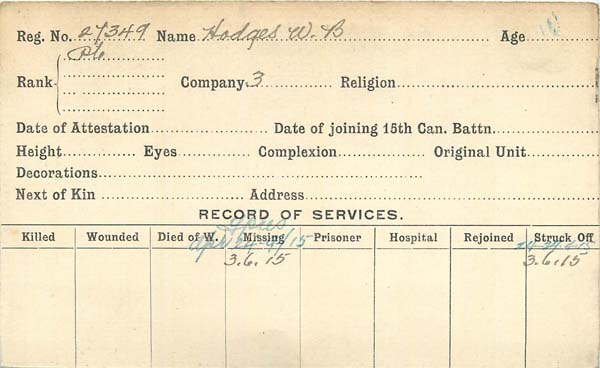 Reg. No. 27349 Name Hodges W. B Age
Pte
Rank Company 3 Religion
Date of Attestation Date of joining 15th Can. Battn.
Height Eyes Complexion Original Unit
Decorations
Next of Kin Address
RECORD OF SERVICES.
Ypres
Killed Wounded Died of W. Missing Prisoner Hospital Rejoined Struck Off
3.6.15 3.6.15